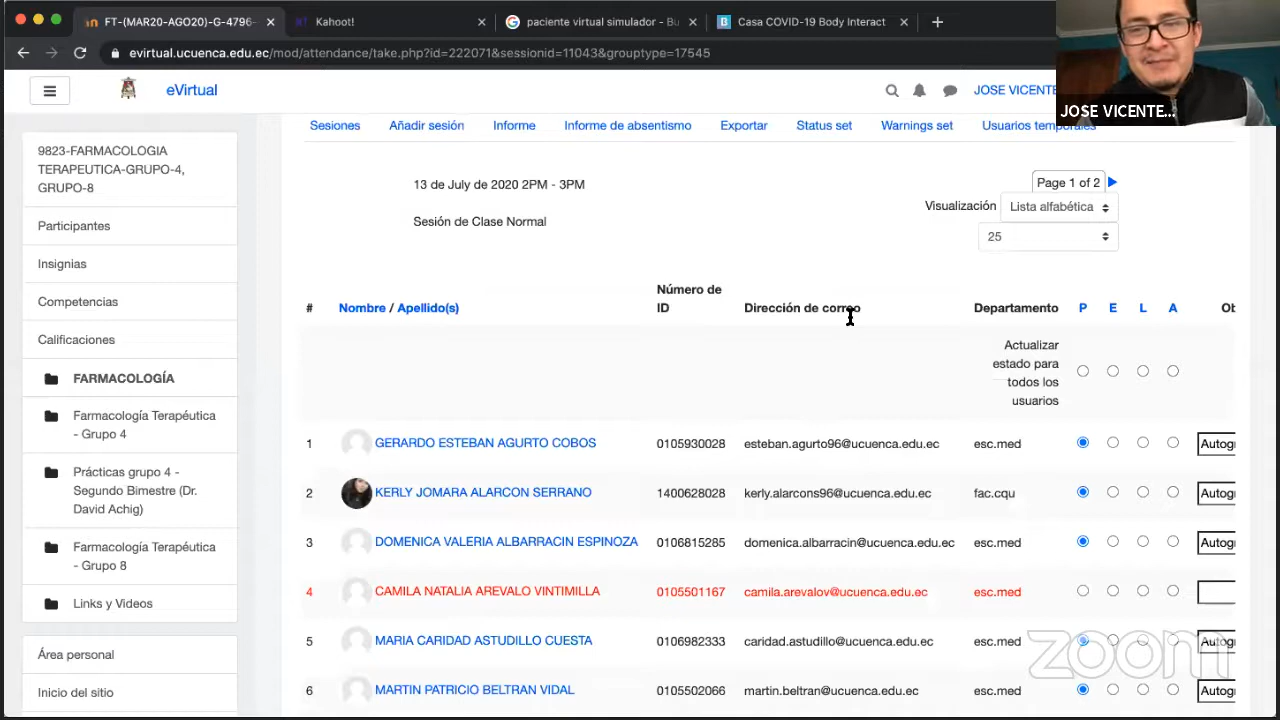 FT-(MAR20-AGO20)-G-4796-
Kahoot!
paciente virtual simulador - Bu
Casa COVID-19 Body Interact
evirtual.ucuenca.edu.ec/mod/attendance/take.php?id=222071&sessionid=11043&grouptype=17545
eVirtual
JOSE VICENTE
JOSE VICENTE...
Sesiones Añadir sesión Informe Informe de absentismo Exportar Status set Warnings set Usuarios temporales
9823-FARMACOLOGIA
TERAPEUTICA-GRUPO-4,
GRUPO-8
Participantes
Insignias
Competencias
Calificaciones
FARMACOLOGÍA
Farmacología Terapéutica
- Grupo 4
Prácticas grupo 4 -
Segundo Bimestre (Dr.
David Achig)
Farmacología Terapéutica
- Grupo 8
Links y Videos
Área personal
Inicio del sitio
13 de July de 2020 2PM - 3PM
Page 1 of 2
Sesión de Clase Normal
Visualización Lista alfabética
25
# Nombre / Apellido(s) Número de ID Dirección de correo Departamento P E L A Ob
Actualizar
estado para
todos los
usuarios
1 GERARDO ESTEBAN AGURTO COBOS 0105930028 esteban.agurto96@ucuenca.edu.ec esc.med Autogr
2 KERLY JOMARA ALARCON SERRANO 1400628028 kerly.alarcons96@ucuenca.edu.ec fac.cqu Autogr
3 DOMENICA VALERIA ALBARRACIN ESPINOZA 0106815285 domenica.albarracin@ucuenca.edu.ec esc.med Autogr
4 CAMILA NATALIA AREVALO VINTIMILLA 0105501167 camila.arevalov@ucuenca.edu.ec esc.med
5 MARIA CARIDAD ASTUDILLO CUESTA 0106982333 caridad.astudillo@ucuenca.edu.ec esc.med Autogr
6 MARTIN PATRICIO BELTRAN VIDAL 0105502066 martin.beltran@ucuenca.edu.ec esc.med Autogr
zoom